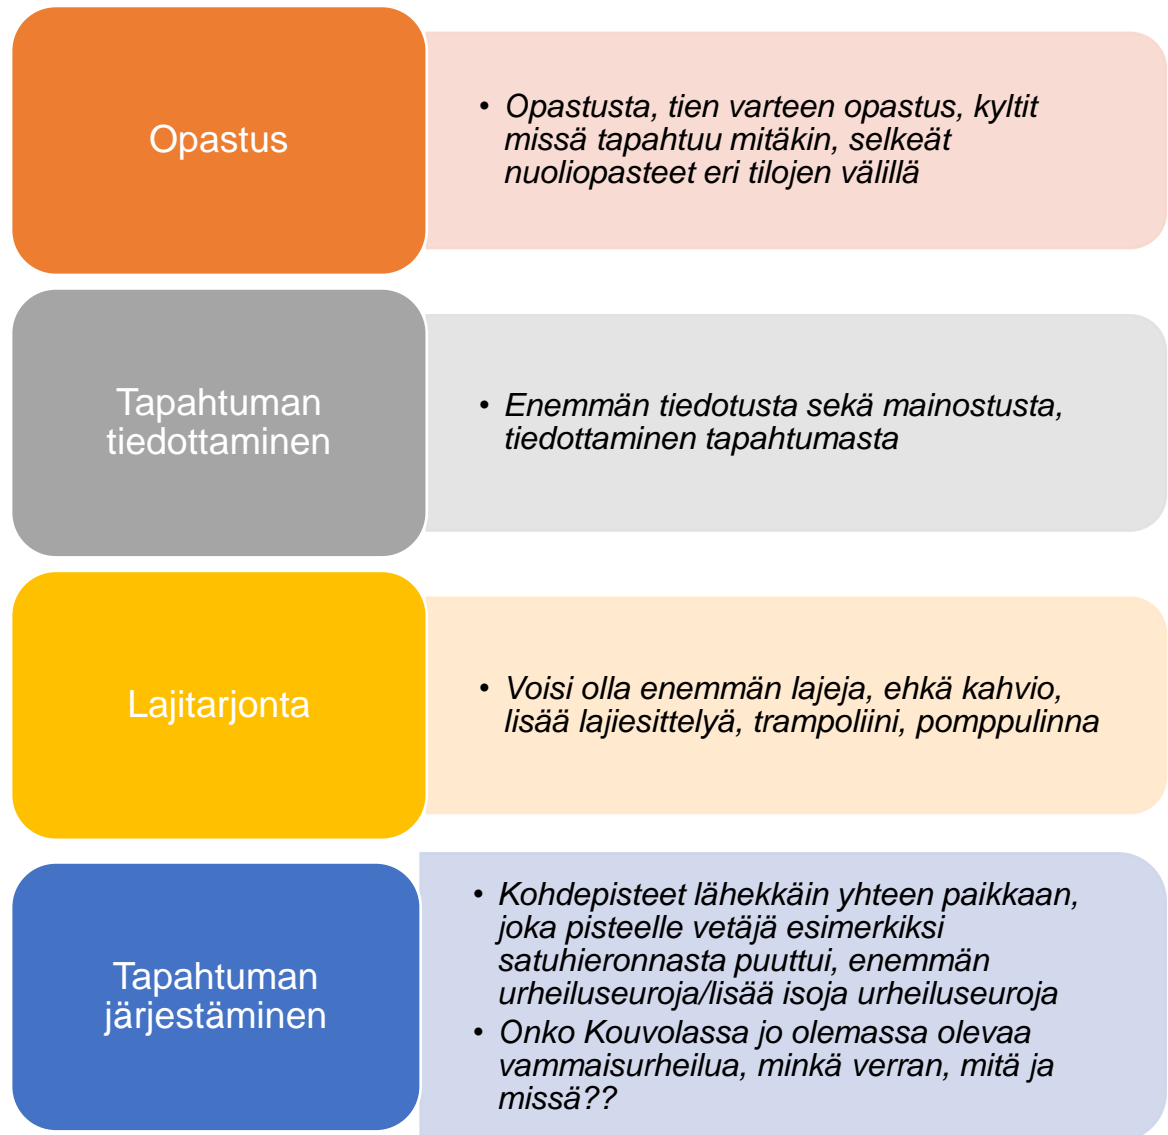 Opastus
• Opastusta, tien varteen opastus, kyltit
missä tapahtuu mitäkin, selkeät
nuoliopasteet eri tilojen välillä
Tapahtuman
tiedottaminen
• Enemmän tiedotusta sekä mainostusta,
tiedottaminen tapahtumasta
Lajitarjonta
• Voisi olla enemmän lajeja, ehkä kahvio,
lisää lajiesittelyä, trampoliini, pomppulinna
Tapahtuman
järjestäminen
• Kohdepisteet lähekkäin yhteen paikkaan,
joka pisteelle vetäjä esimerkiksi
satuhieronnasta puuttui, enemmän
urheiluseuroja/lisää isoja urheiluseuroja
• Onko Kouvolassa jo olemassa olevaa
vammaisurheilua, minkä verran, mitä ja
missä??